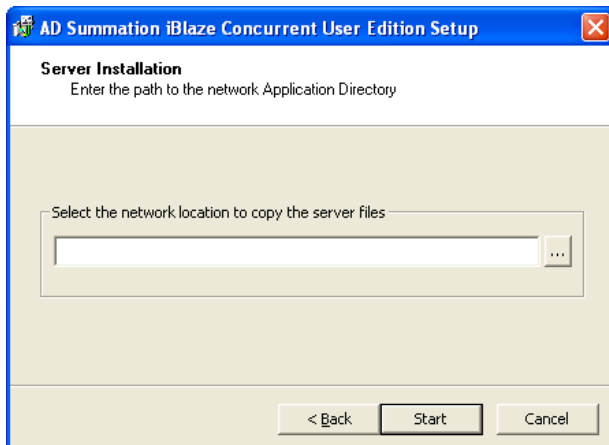 AD Summation iBlaze Concurrent User Edition Setup
Server Installation
Enter the path to the network Application Directory
Select the network location to copy the server files
...
< Back
Start
Cancel